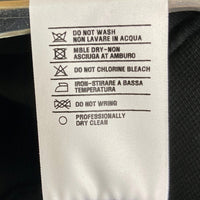 DO NOT WASH
NON LAVARE IN ACQUA
MBLE DRY-NON
ASCIUGA AT AMBURO
DO NOT CHLORINE BLEACH
IRON-STIRARE A BASSA
TEMPERATURA
DO NOT WRING
PROFESSIONALLY
DRY CLEAN